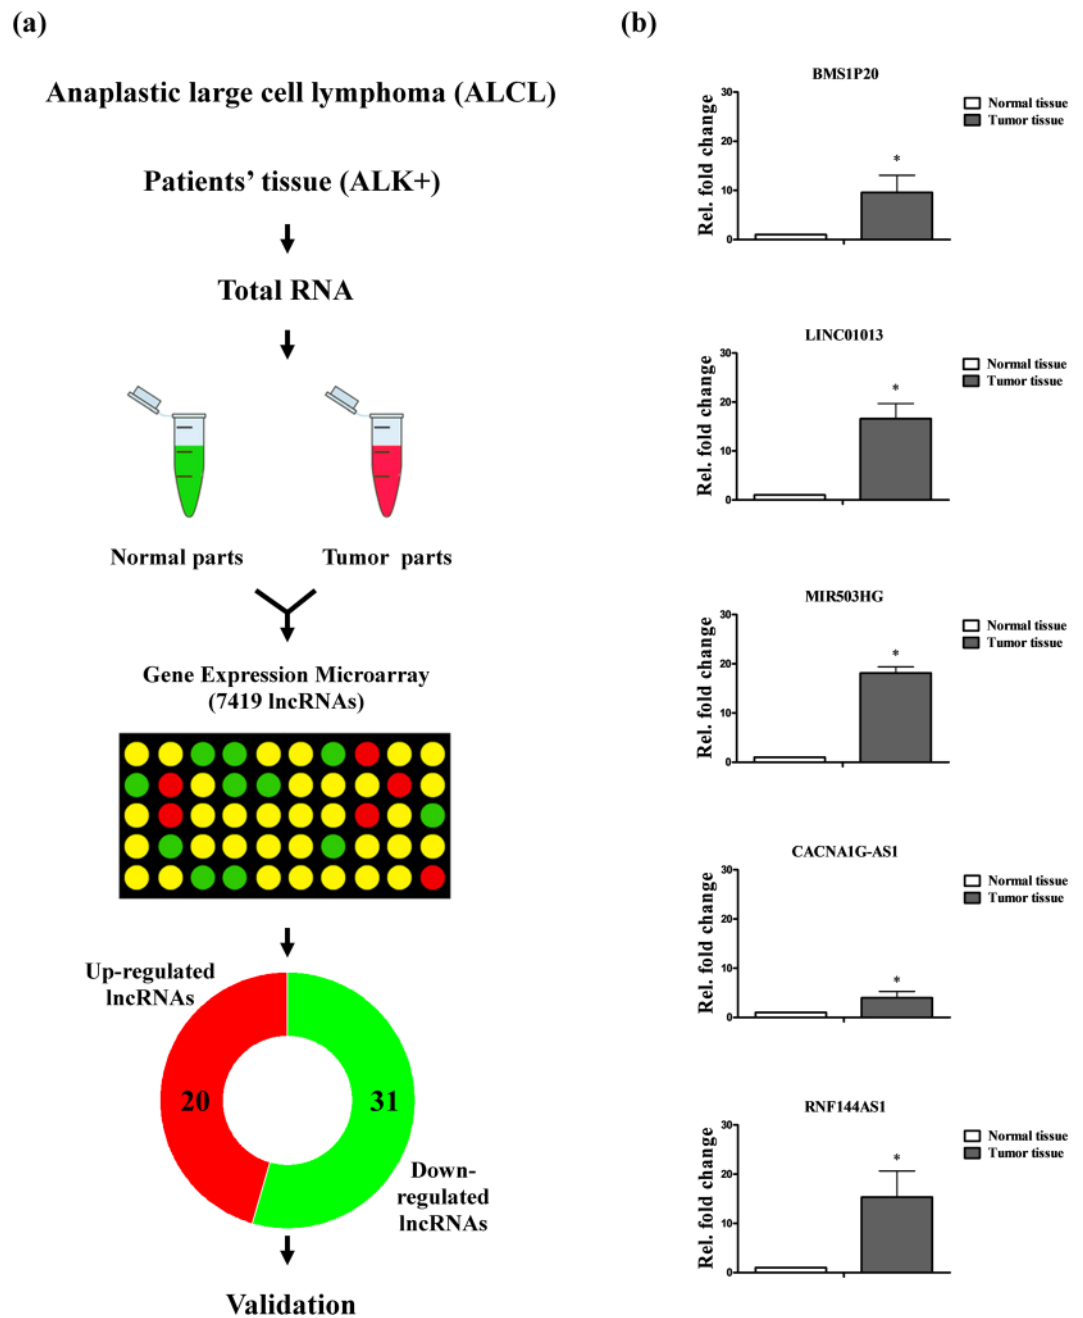 (a)
Anaplastic large cell lymphoma (ALCL)
Patients’ tissue (ALK+)
Total RNA
Normal parts
Tumor parts
Gene Expression Microarray
(7419 lncRNAs)
Up-regulated
lncRNAs
20
31
Down-
regulated
lncRNAs
Validation
(b)
BMS1P20
Rel. fold change
30
20
10
0
*
Normal tissue
Tumor tissue
LINC01013
Rel. fold change
30
20
10
0
*
Normal tissue
Tumor tissue
MIR503HG
Rel. fold change
30
20
10
0
*
Normal tissue
Tumor tissue
CACNA1G-AS1
Rel. fold change
30
20
10
0
*
Normal tissue
Tumor tissue
RNF144AS1
Rel. fold change
30
20
10
0
*
Normal tissue
Tumor tissue